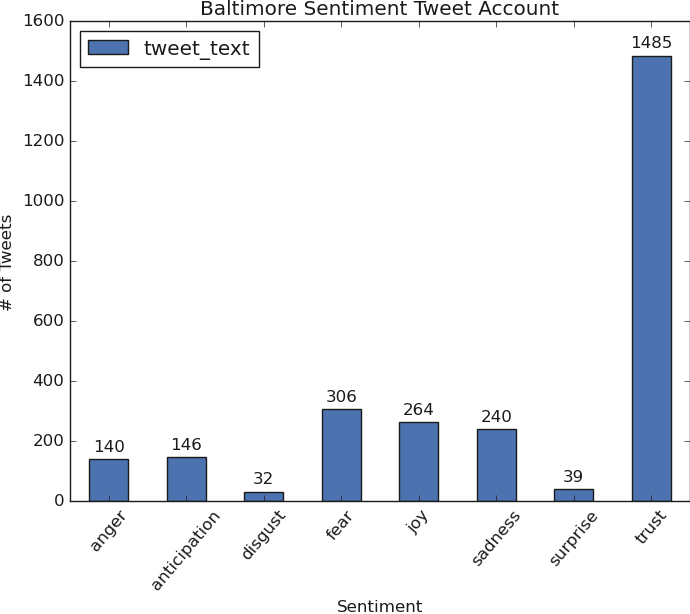 Baltimore Sentiment Tweet Account
tweet_text
# of Tweets
1600
1400
1200
1000
800
600
400
200
0
140
146
32
306
264
240
39
1485
anger
anticipation
disgust
fear
joy
sadness
surprise
trust
Sentiment